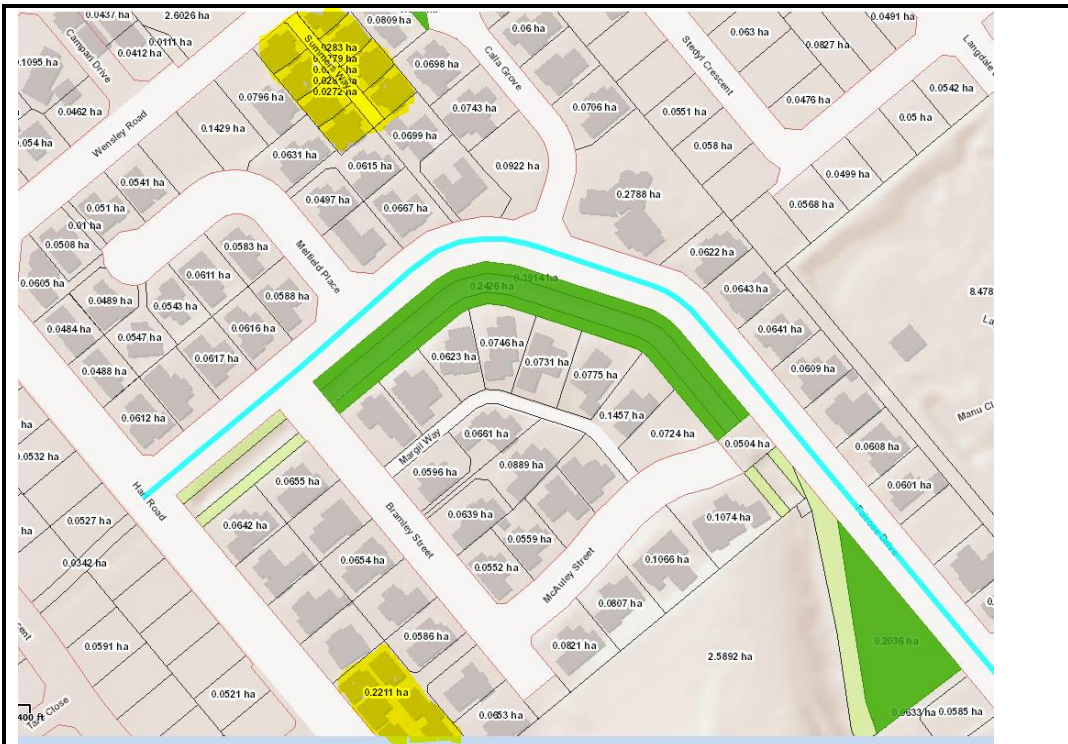 0.0437 ha
2.6026 ha
0.0809 ha
0.06 ha
0.063 ha
0.0491 ha
Campari Drive
0.0111 ha
0.0412 ha
Summers Way
0.0827 ha
0.1095 ha
0.0698 ha
Calla Grove
Stedyl Crescent
0.0272 ha
0.0796 ha
0.0462 ha
0.0743 ha
0.0706 ha
0.0551 ha
0.0476 ha
0.0542 ha
0.05 ha
0.054 ha
Wensley Road
0.1429 ha
0.0699 ha
0.058 ha
0.0631 ha
0.0615 ha
0.0922 ha
0.0499 ha
0.0541 ha
0.0497 ha
0.0667 ha
0.2788 ha
0.0568 ha
0.051 ha
0.01 ha
0.0508 ha
0.0583 ha
Melfield Place
0.0622 ha
0.0605 ha
0.0611 ha
0.3914 ha
0.2426 ha
0.0643 ha
0.0489 ha
0.0543 ha
0.0588 ha
0.0484 ha
0.0547 ha
0.0616 ha
0.0641 ha
0.0488 ha
0.0617 ha
0.0623 ha
0.0746 ha
0.0731 ha
0.0775 ha
0.0609 ha
0.0612 ha
0.1457 ha
0.0724 ha
Manu Cl
Margil Way
0.0661 ha
0.0504 ha
0.0608 ha
0.0532 ha
0.0596 ha
0.0889 ha
0.0601 ha
0.0655 ha
Hart Road
0.0527 ha
0.0642 ha
Bramley Street
0.0639 ha
0.0559 ha
0.1074 ha
Fairose Drive
0.0342 ha
0.0654 ha
0.0552 ha
McAuley Street
0.1066 ha
0.0807 ha
0.0591 ha
0.0586 ha
0.0821 ha
2.5892 ha
0.2036 ha
0.0521 ha
0.2211 ha
0.0653 ha
0.0633 ha
0.0585 ha
400 ft